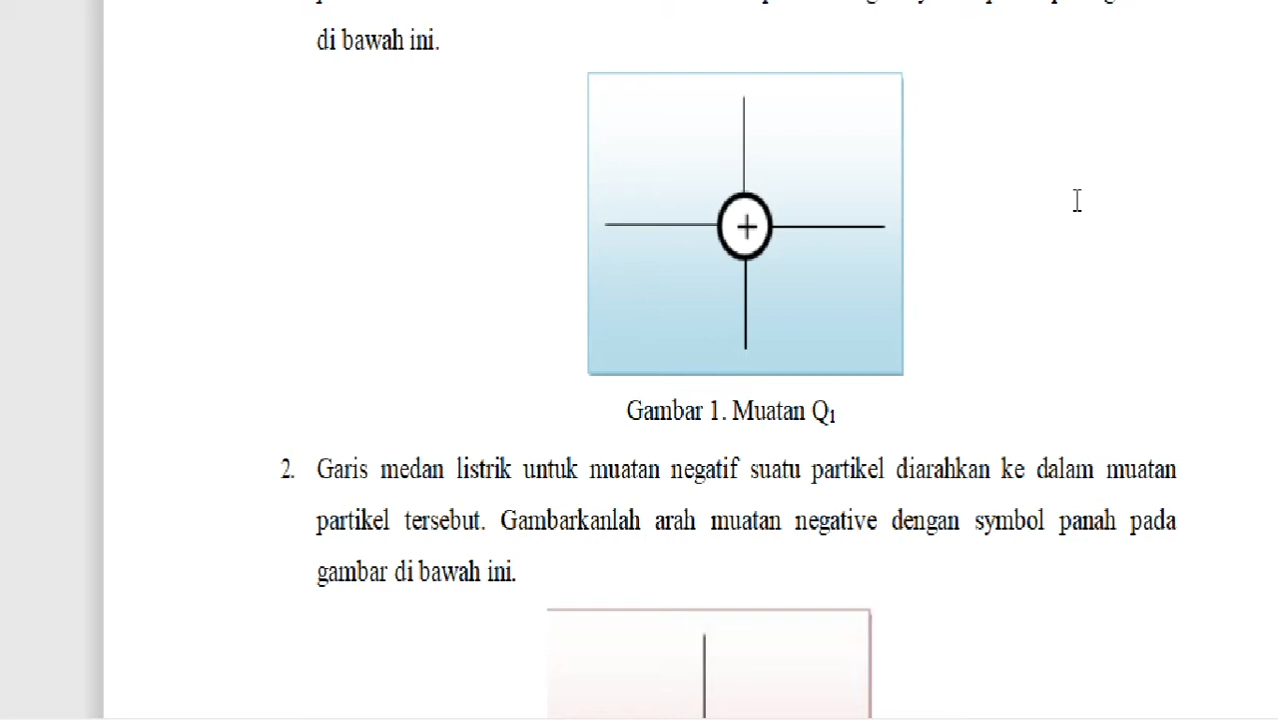 di bawah ini.
+
Gambar 1. Muatan Q₁
2. Garis medan listrik untuk muatan negatif suatu partikel diarahkan ke dalam muatan
partikel tersebut. Gambarkanlah arah muatan negative dengan symbol panah pada
gambar di bawah ini.